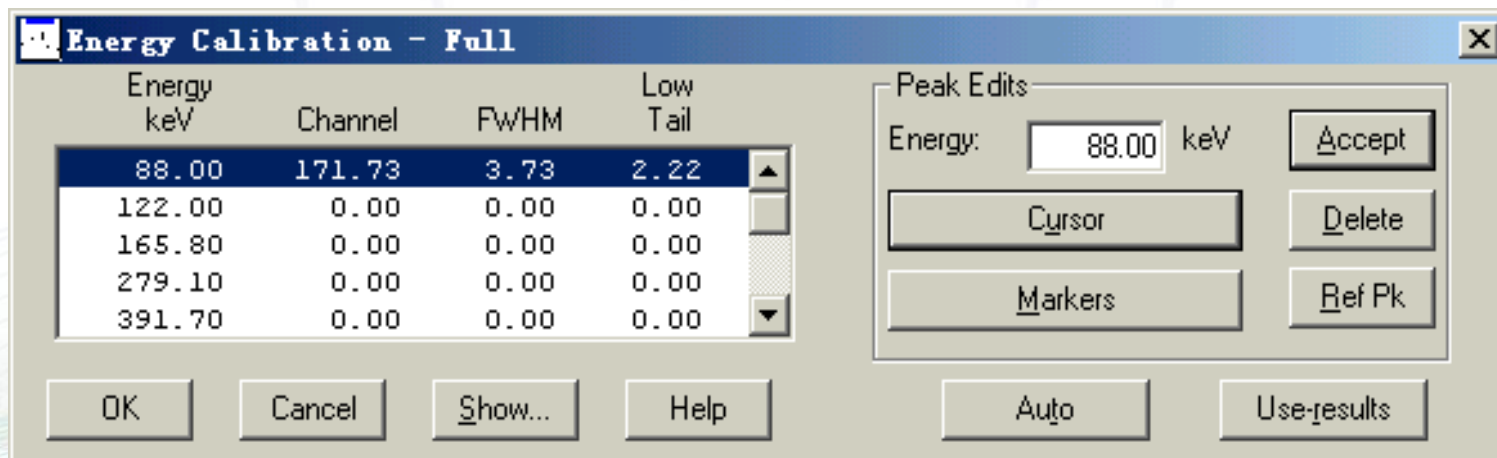 Energy Calibration - Full
Energy keV Channel FWHM Low Tail
88.00 171.73 3.73 2.22
122.00 0.00 0.00 0.00
165.80 0.00 0.00 0.00
279.10 0.00 0.00 0.00
391.70 0.00 0.00 0.00
OK Cancel Show... Help
Peak Edits
Energy: 88.00 keV Accept
Cursor Delete
Markers Ref Pk
Auto Use-results